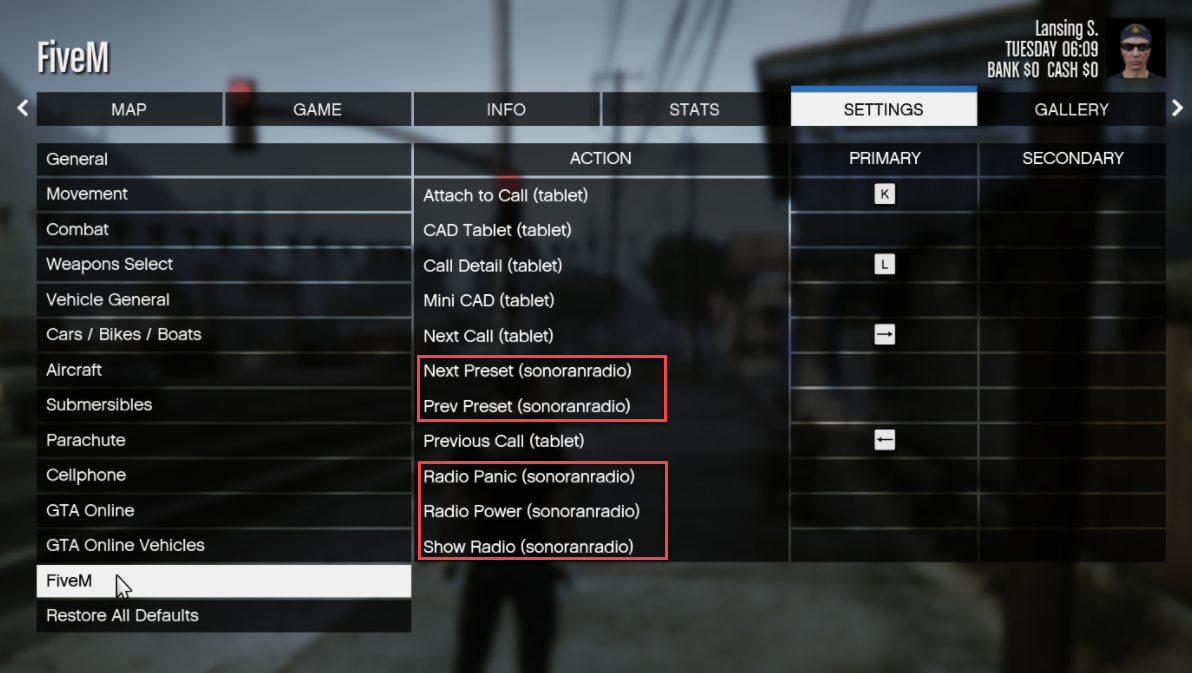 FiveM
Lansing S.
TUESDAY 06:09
BANK $0 CASH $0
MAP
GAME
INFO
STATS
SETTINGS
GALLERY
General
Movement
Combat
Weapons Select
Vehicle General
Cars / Bikes / Boats
Aircraft
Submersibles
Parachute
Cellphone
GTA Online
GTA Online Vehicles
FiveM
Restore All Defaults
ACTION
PRIMARY
SECONDARY
Attach to Call (tablet)
K
CAD Tablet (tablet)
Call Detail (tablet)
L
Mini CAD (tablet)
Next Call (tablet)
→
Next Preset (sonoranradio)
Prev Preset (sonoranradio)
Previous Call (tablet)
←
Radio Panic (sonoranradio)
Radio Power (sonoranradio)
Show Radio (sonoranradio)